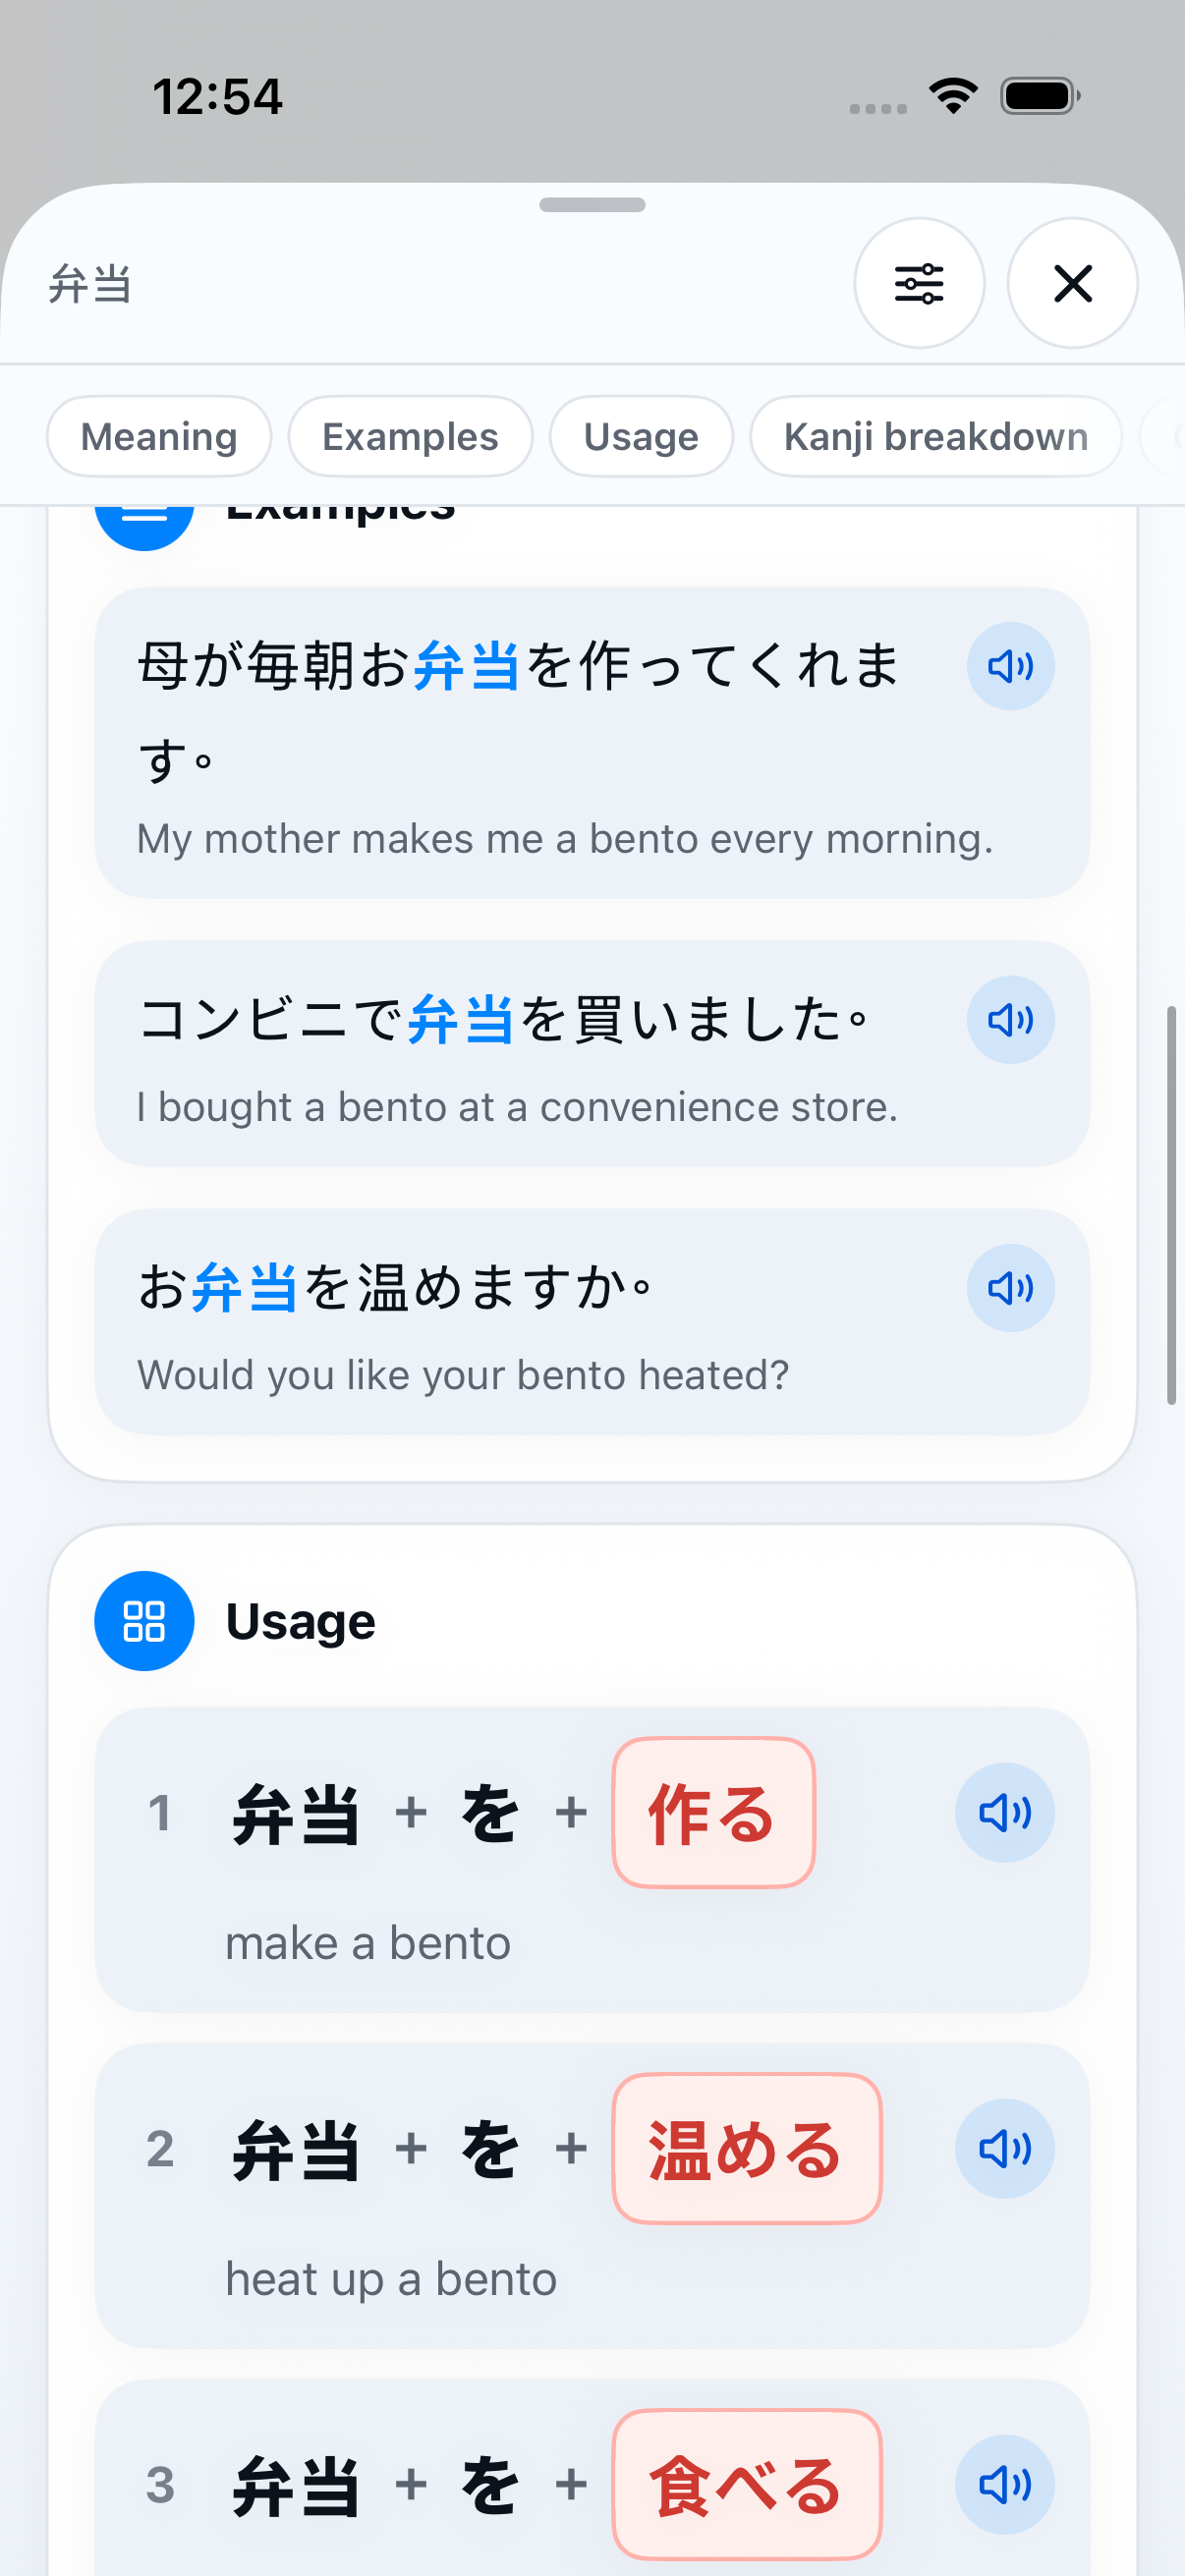 12:54
弁当
Meaning
Examples
Usage
Kanji breakdown
Examples
母が毎朝お弁当を作ってくれま
す。
My mother makes me a bento every morning.
コンビニで弁当を買いました。
I bought a bento at a convenience store.
お弁当を温めますか。
Would you like your bento heated?
Usage
1 弁当 + を + 作る
make a bento
2 弁当 + を + 温める
heat up a bento
3 弁当 + を + 食べる